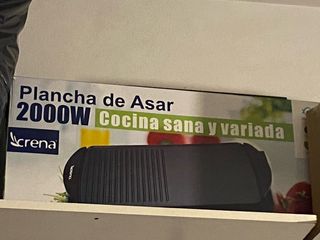 Plancha de Asar
2000W Cocina sana y variada
crena